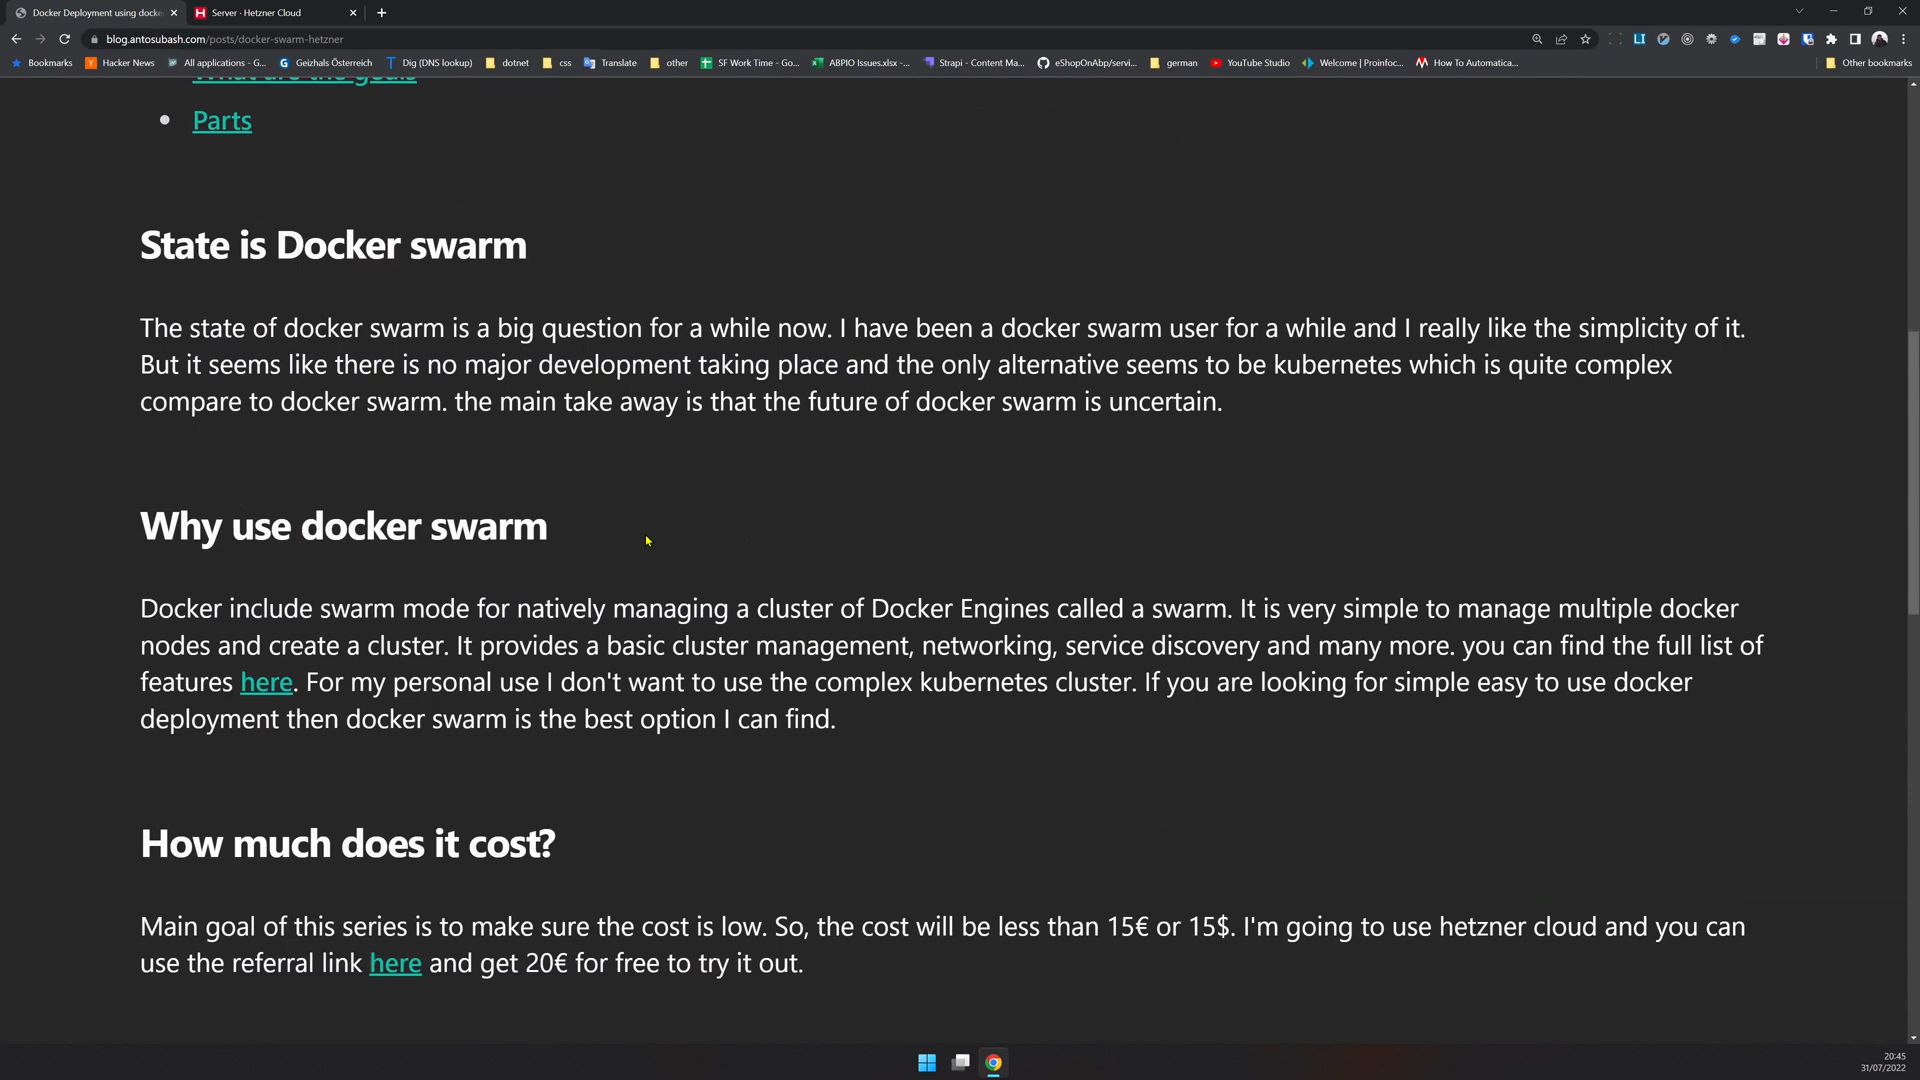 Docker Deployment using docke
Server · Hetzner Cloud
blog.antosubash.com/posts/docker-swarm-hetzner
Bookmarks
Hacker News
All applications - G...
Geizhals Österreich
Dig (DNS lookup)
dotnet
css
Translate
other
SF Work Time - Go...
ABPIO Issues.xlsx -...
Strapi - Content Ma...
eShopOnAbp/servi...
german
YouTube Studio
Welcome | Proinfoc...
How To Automatica...
Other bookmarks
What are the goals
Parts
State is Docker swarm
The state of docker swarm is a big question for a while now. I have been a docker swarm user for a while and I really like the simplicity of it.
But it seems like there is no major development taking place and the only alternative seems to be kubernetes which is quite complex
compare to docker swarm. the main take away is that the future of docker swarm is uncertain.
Why use docker swarm
Docker include swarm mode for natively managing a cluster of Docker Engines called a swarm. It is very simple to manage multiple docker
nodes and create a cluster. It provides a basic cluster management, networking, service discovery and many more. you can find the full list of
features here. For my personal use I don't want to use the complex kubernetes cluster. If you are looking for simple easy to use docker
deployment then docker swarm is the best option I can find.
How much does it cost?
Main goal of this series is to make sure the cost is low. So, the cost will be less than 15€ or 15$. I'm going to use hetzner cloud and you can
use the referral link here and get 20€ for free to try it out.
20:45
31/07/2022